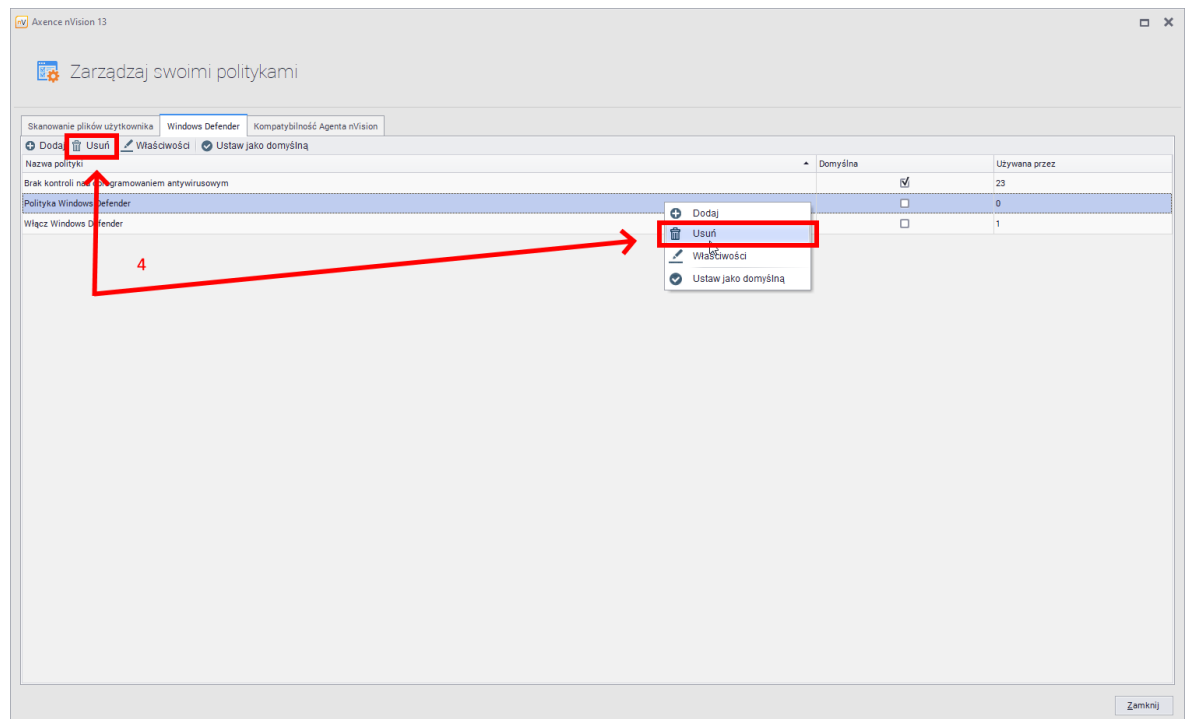 Axence nVision 13
Zarządzaj swoimi politykami
Skanowanie plików użytkownika Windows Defender Kompatybilność Agenta nVision
Dodaj Usuń Właściwości Ustaw jako domyślną
Nazwa polityki Domyślna Używana przez
Brak kontroli nad oprogramowaniem antywirusowym 23
Polityka Windows Defender 0
Włącz Windows Defender 1
Dodaj
Usuń
Właściwości
Ustaw jako domyślną
4
Zamknij